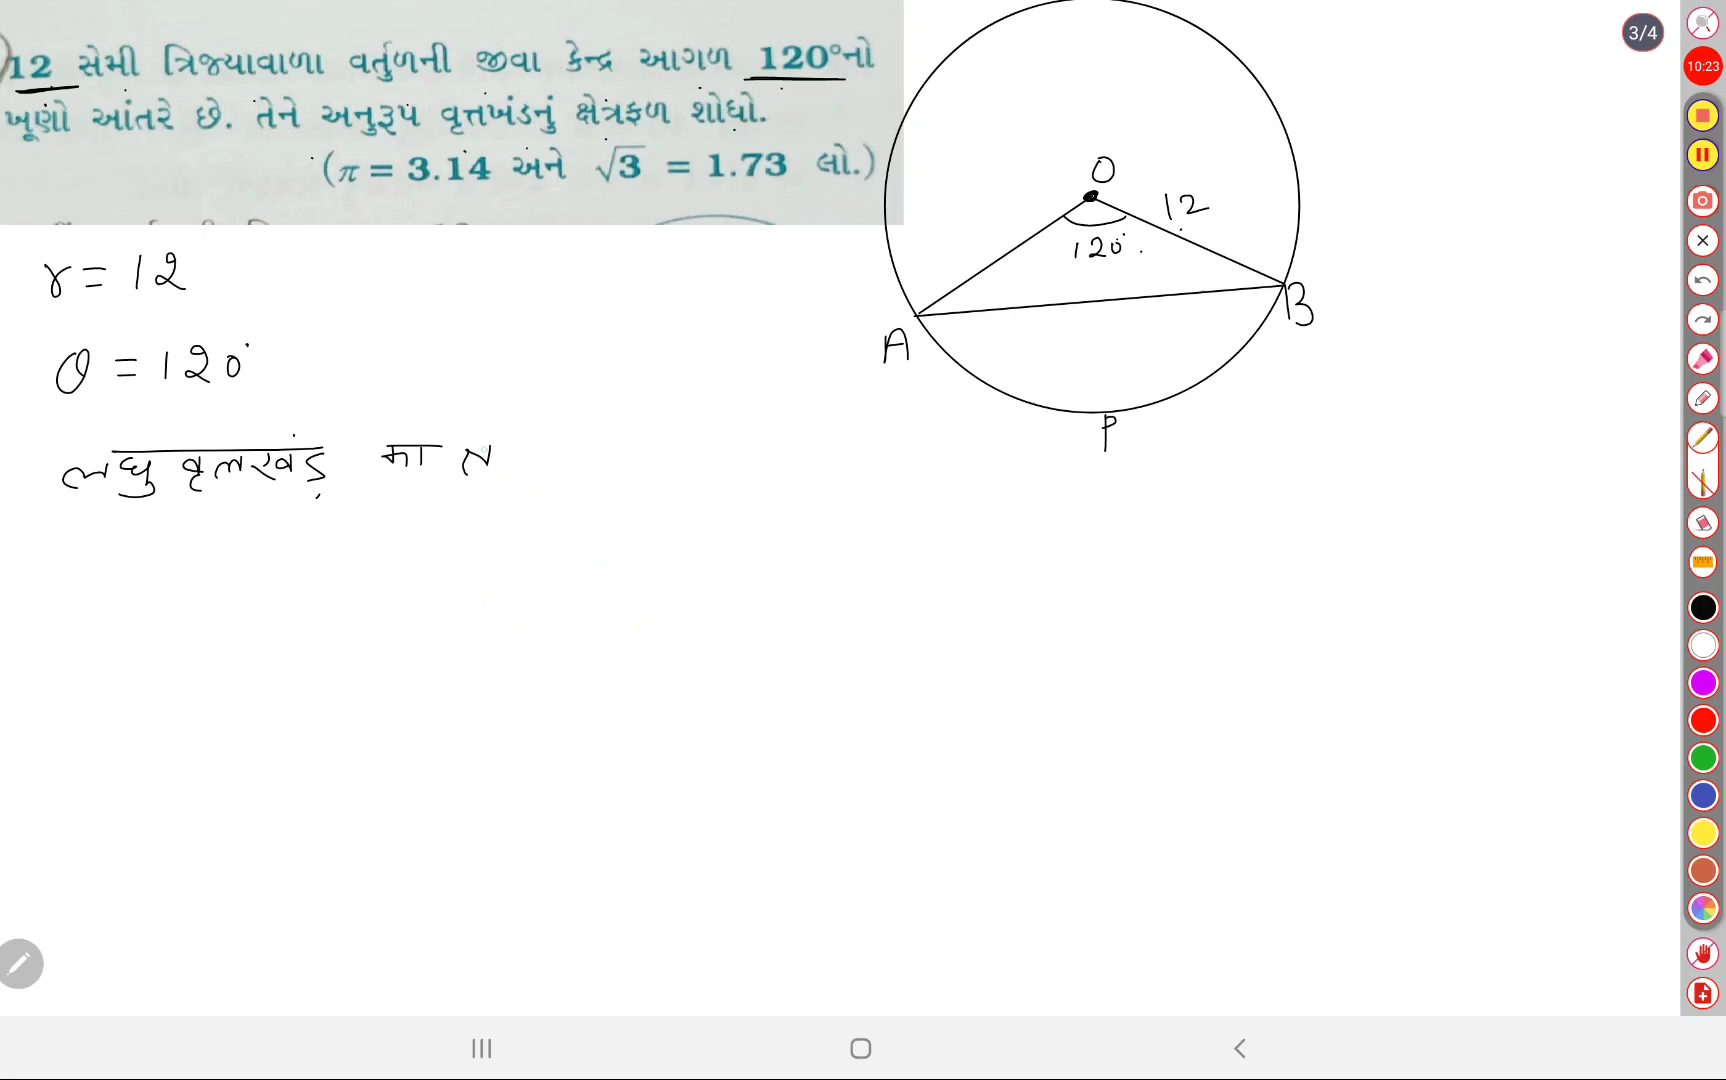 12 સેમી ત્રિજ્યાવાળા વર્તુળની જીવા કેન્દ્ર આગળ 120°નો
ખૂણો આંતરે છે. તેને અનુરૂપ વૃત્તખંડનું ક્ષેત્રફળ શોધો.
(π = 3.14 અને √3 = 1.73 લો.)
r = 12
θ = 120°
लघु वृत्तखंड का
O
12
120°
A
B
P
3/4
10:23